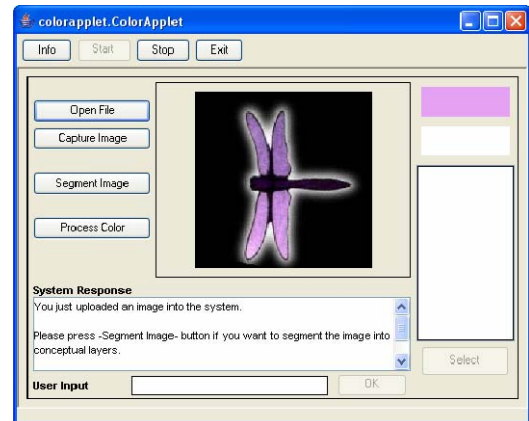 colorapplet.ColorApplet
Info Start Stop Exit
Open File
Capture Image
Segment Image
Process Color
System Response
You just uploaded an image into the system.
Please press -Segment Image- button if you want to segment the image into
conceptual layers.
Select
User Input OK